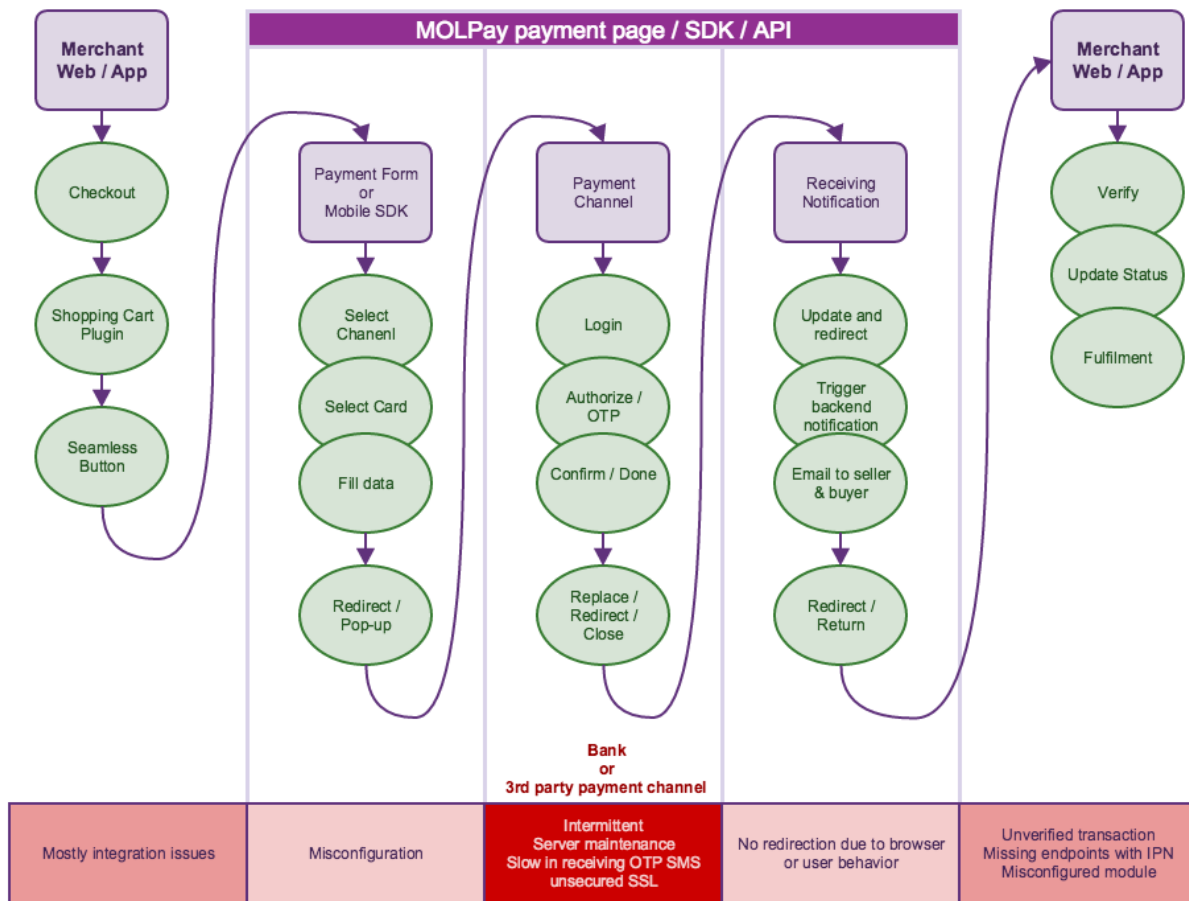 MOLPay payment page / SDK / API
Merchant
Web / App
Checkout
Shopping Cart
Plugin
Seamless
Button
Payment Form
or
Mobile SDK
Select
Chanenl
Select Card
Fill data
Redirect /
Pop-up
Payment
Channel
Login
Authorize /
OTP
Confirm / Done
Replace /
Redirect /
Close
Receiving
Notification
Update and
redirect
Trigger
backend
notification
Email to seller
& buyer
Redirect /
Return
Merchant
Web / App
Verify
Update Status
Fulfilment
Bank
or
3rd party payment channel
Mostly integration issues
Misconfiguration
Intermittent
Server maintenance
Slow in receiving OTP SMS
unsecured SSL
No redirection due to browser
or user behavior
Unverified transaction
Missing endpoints with IPN
Misconfigured module